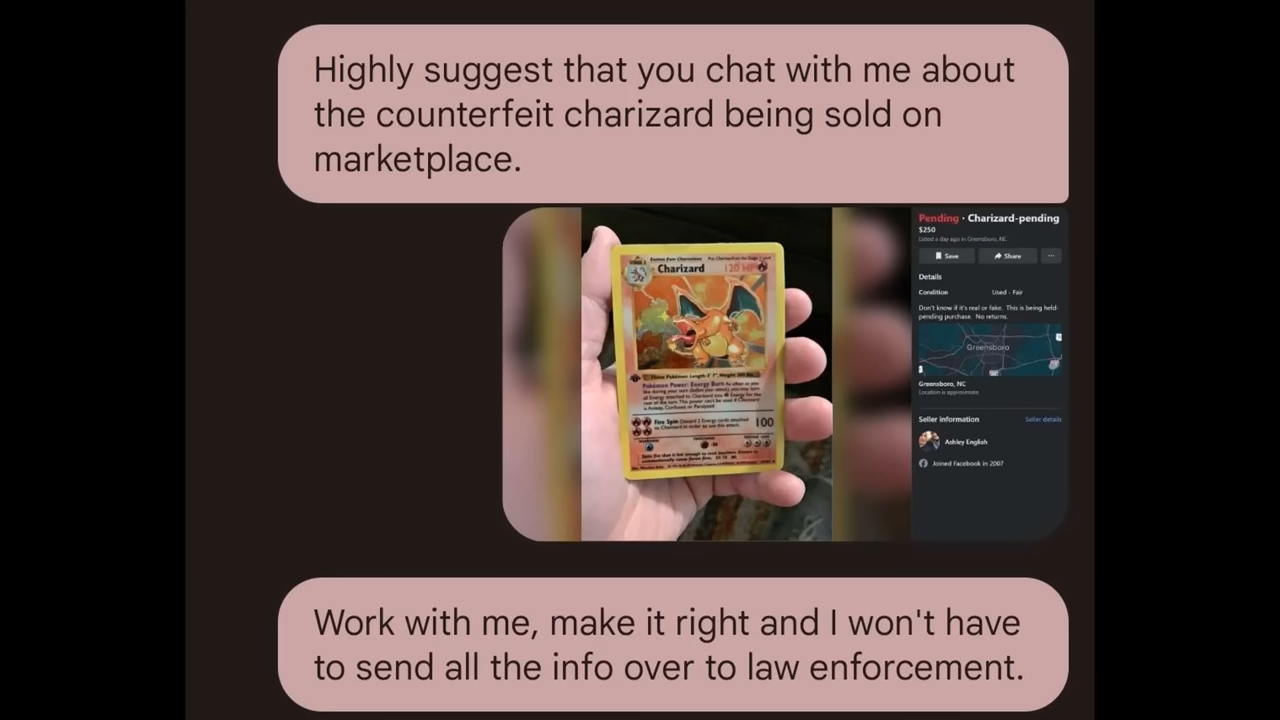 Highly suggest that you chat with me about
the counterfeit charizard being sold on
marketplace.
Pending · Charizard-pending
$250
Listed a day ago in Greensboro, NC
Save
Share
Details
Condition
Used - Fair
Don't know if it's real or fake. This is being held-
pending purchase. No returns.
Greensboro
Greensboro, NC
Location is approximate
Seller information
Seller details
Ashley English
Joined Facebook in 2007
Charizard
120 HP
Pokémon Power: Energy Burn
Fire Spin
100
Work with me, make it right and I won't have
to send all the info over to law enforcement.